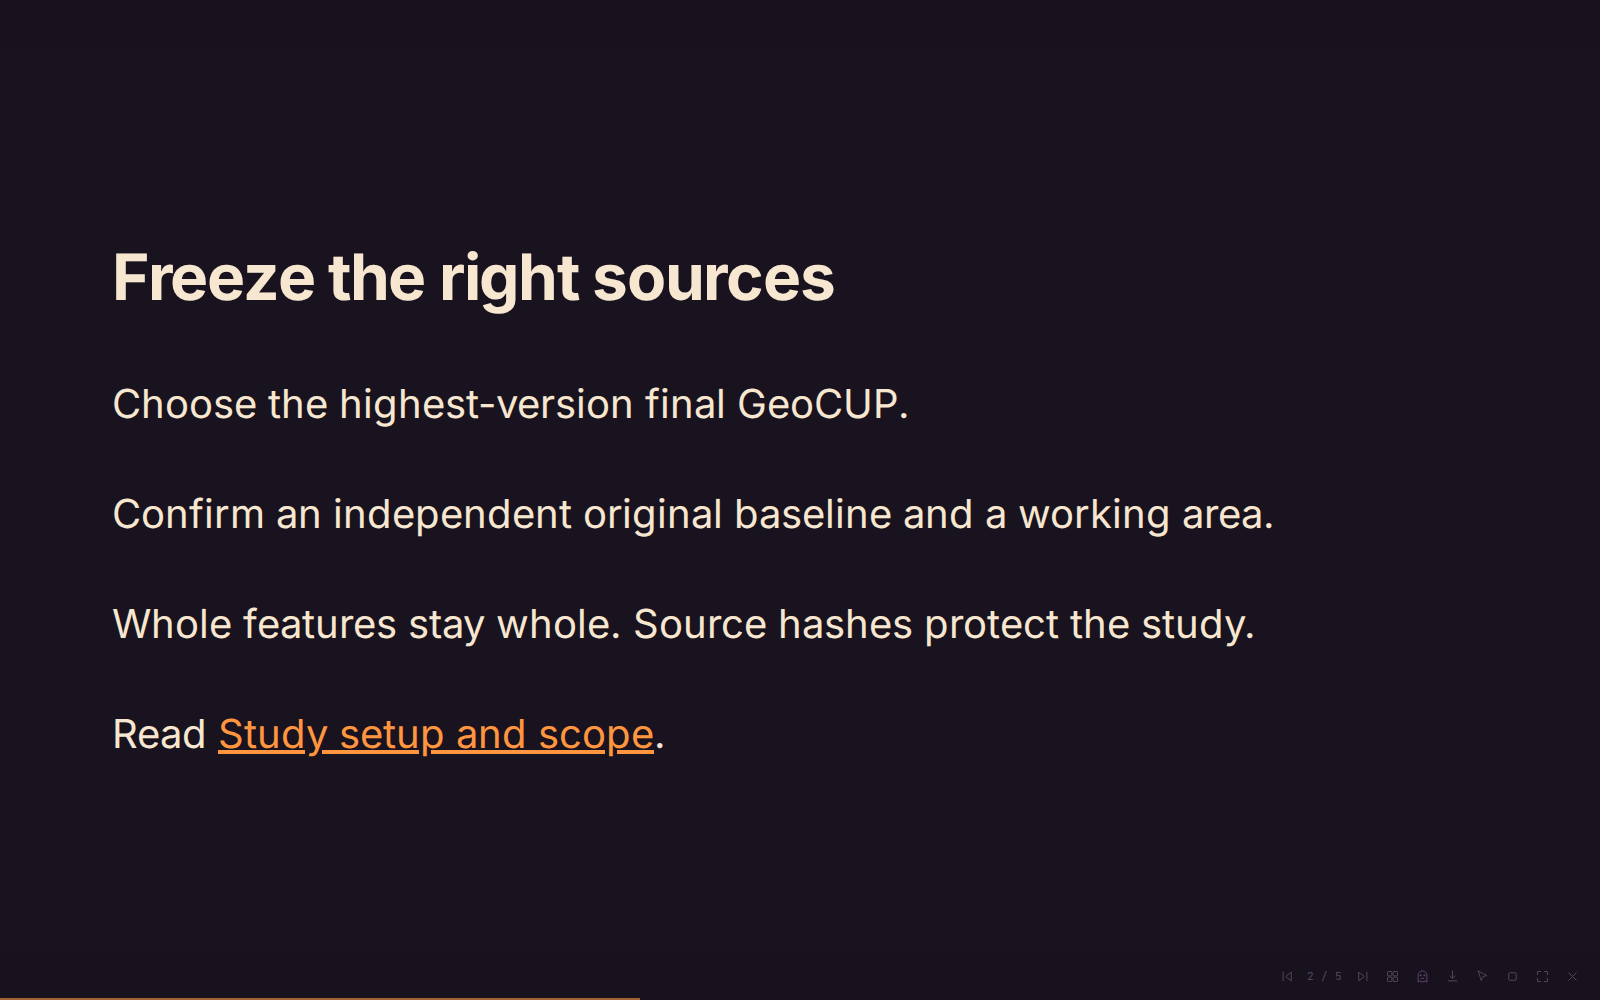 Freeze the right sources
Choose the highest-version final GeoCUP.
Confirm an independent original baseline and a working area.
Whole features stay whole. Source hashes protect the study.
Read Study setup and scope.
2 / 5